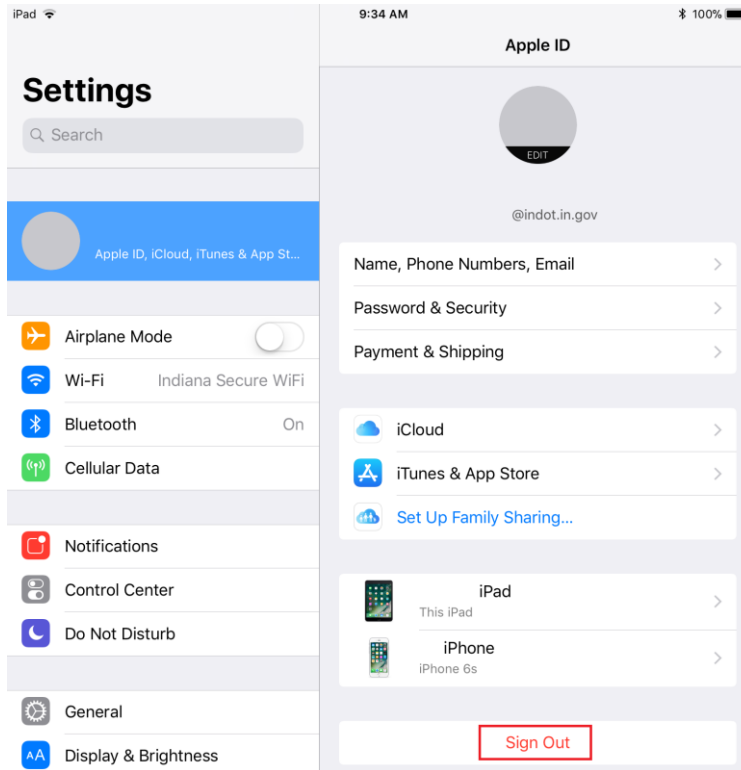 iPad
9:34 AM
100%
Settings
Search
Apple ID, iCloud, iTunes & App St...
Airplane Mode
Wi-Fi Indiana Secure WiFi
Bluetooth On
Cellular Data
Notifications
Control Center
Do Not Disturb
General
AA Display & Brightness
Apple ID
EDIT
@indot.in.gov
Name, Phone Numbers, Email
Password & Security
Payment & Shipping
iCloud
iTunes & App Store
Set Up Family Sharing...
iPad
This iPad
iPhone
iPhone 6s
Sign Out